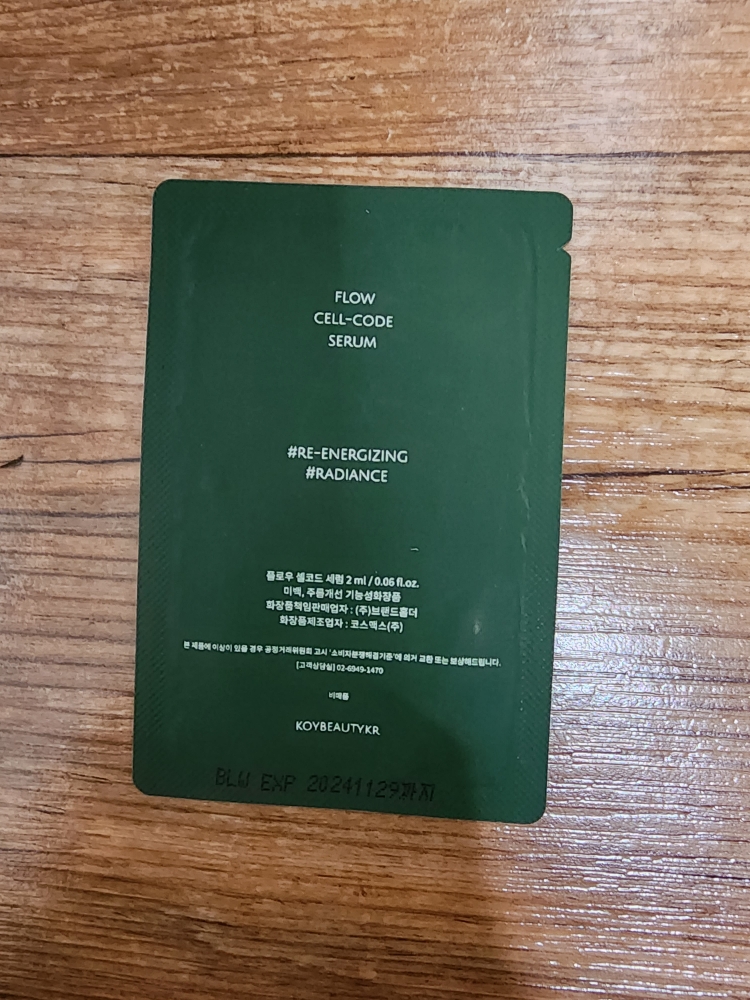 FLOW
CELL-CODE
SERUM
#RE-ENERGIZING
#RADIANCE
플로우 셀코드 세럼 2 ml / 0.06 fl.oz.
미백, 주름개선 기능성화장품
화장품책임판매업자 : (주)브랜드홀더
화장품제조업자 : 코스맥스(주)
본 제품에 이상이 있을 경우 공정거래위원회 고시 '소비자분쟁해결기준'에 의거 교환 또는 보상해드립니다.
[고객상담실] 02-6949-1470
비매품
KOYBEAUTYKR
BLW EXP 20241129까지